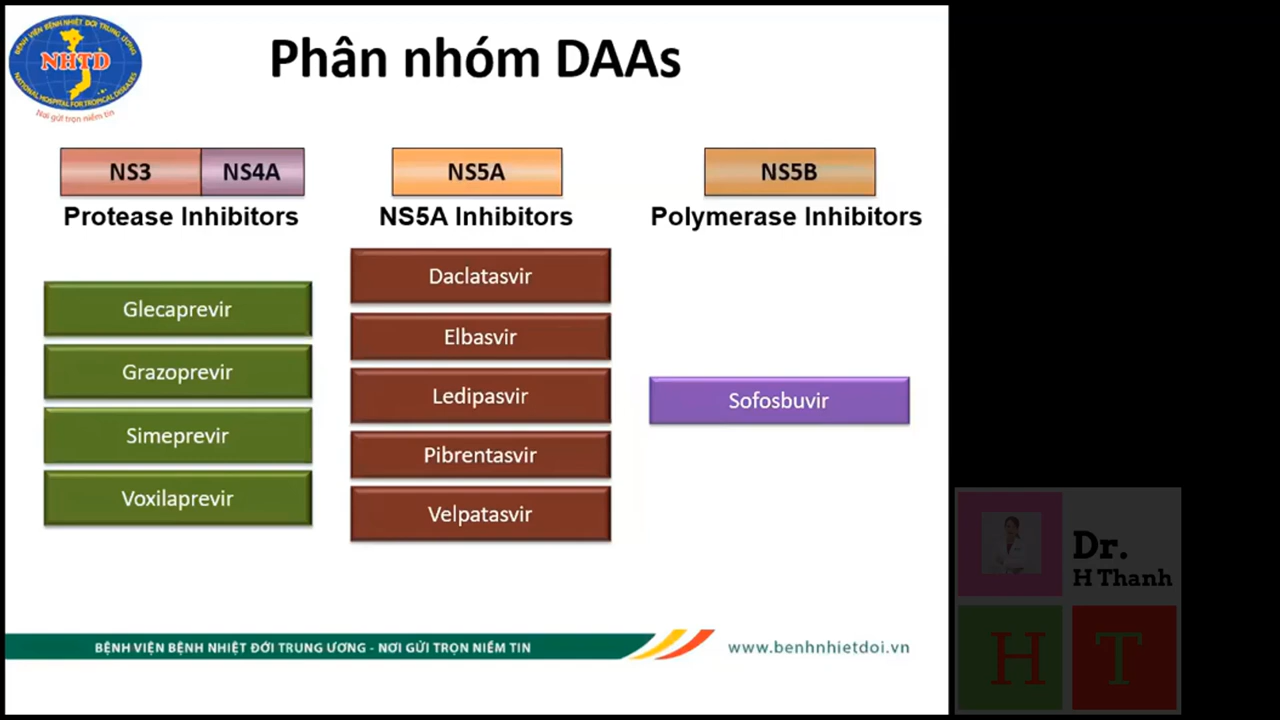 BỆNH VIỆN BỆNH NHIỆT ĐỚI TRUNG ƯƠNG
NHTD
NATIONAL HOSPITAL FOR TROPICAL DISEASES
Nơi gửi trọn niềm tin
Phân nhóm DAAs
NS3 NS4A
Protease Inhibitors
Glecaprevir
Grazoprevir
Simeprevir
Voxilaprevir
NS5A
NS5A Inhibitors
Daclatasvir
Elbasvir
Ledipasvir
Pibrentasvir
Velpatasvir
NS5B
Polymerase Inhibitors
Sofosbuvir
BỆNH VIỆN BỆNH NHIỆT ĐỚI TRUNG ƯƠNG - NƠI GỬI TRỌN NIỀM TIN
www.benhnhietdoi.vn
Dr.
H Thanh
H T